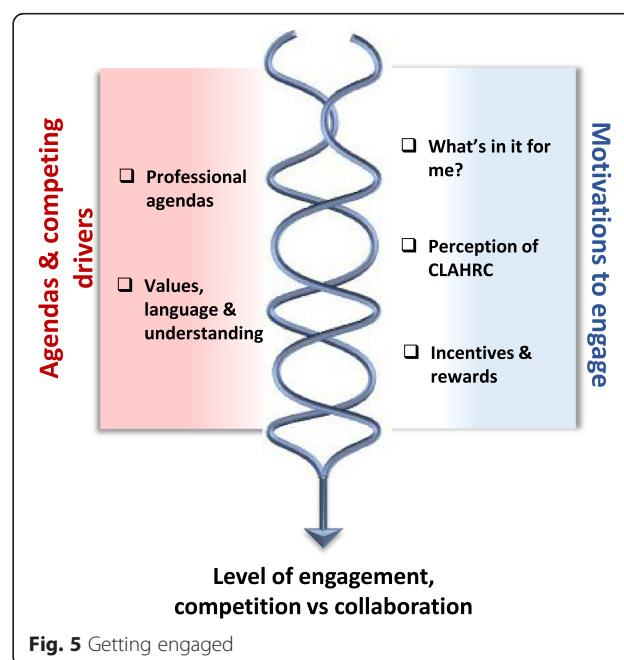 Agendas & competing
drivers
❑ Professional
agendas
❑ Values,
language &
understanding
❑ What's in it for
me?
❑ Perception of
CLAHRC
❑ Incentives &
rewards
Motivations to engage
Level of engagement,
competition vs collaboration
Fig. 5 Getting engaged